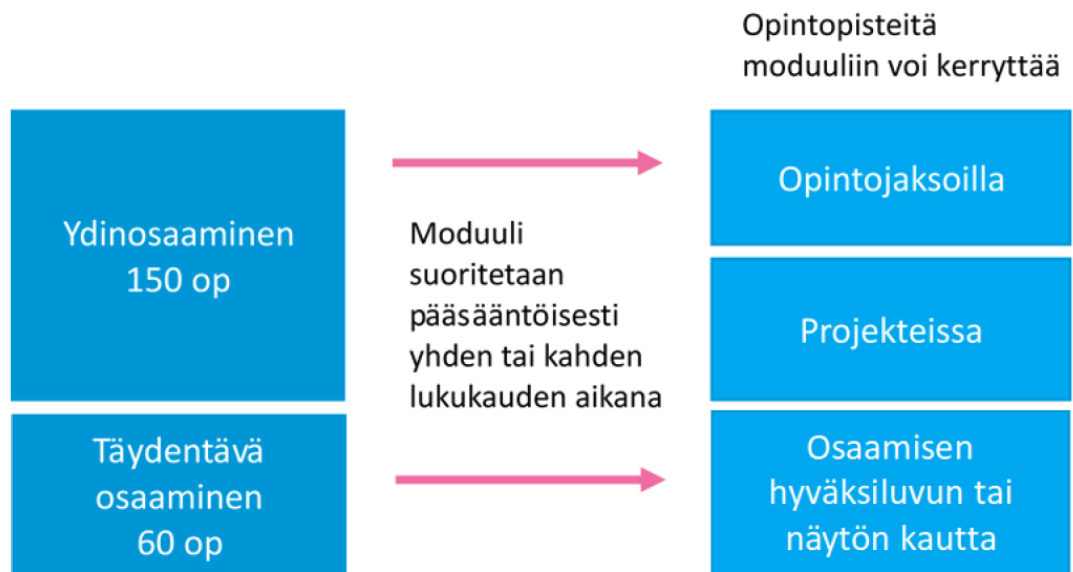 Opintopisteitä
moduuliin voi kerryttää
Ydinosaaminen
150 op
Täydentävä
osaaminen
60 op
Moduuli
suoritetaan
pääsääntöisesti
yhden tai kahden
lukukauden aikana
Opintojaksoilla
Projekteissa
Osaamisen
hyväksiluvun tai
näytön kautta